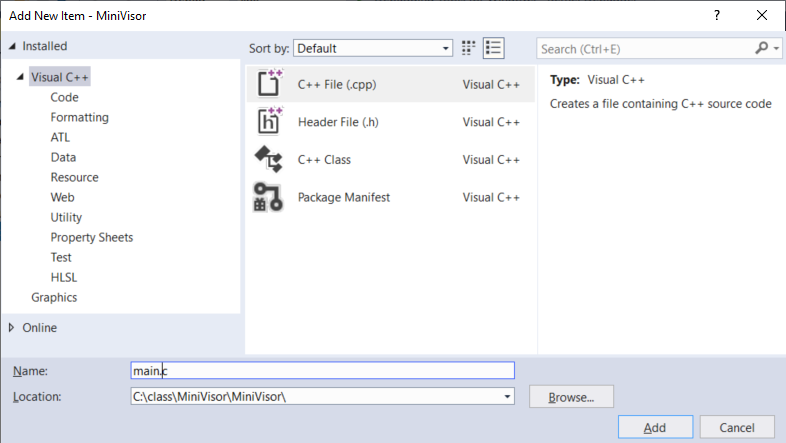 Add New Item - MiniVisor
?
Installed
Sort by: Default
Search (Ctrl+E)
Visual C++
Code
Formatting
ATL
Data
Resource
Web
Utility
Property Sheets
Test
HLSL
Graphics
Online
C++ File (.cpp) Visual C++
Header File (.h) Visual C++
C++ Class Visual C++
Package Manifest Visual C++
Type: Visual C++
Creates a file containing C++ source code
Name: main.c
Location: C:\class\MiniVisor\MiniVisor\
Browse...
Add Cancel